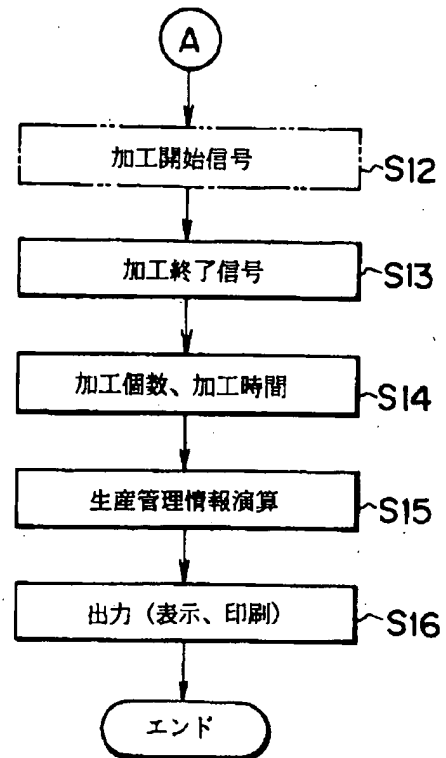 A
加工開始信号
S12
加工終了信号
S13
加工個数、加工時間
S14
生産管理情報演算
S15
出力（表示、印刷）
S16
エンド